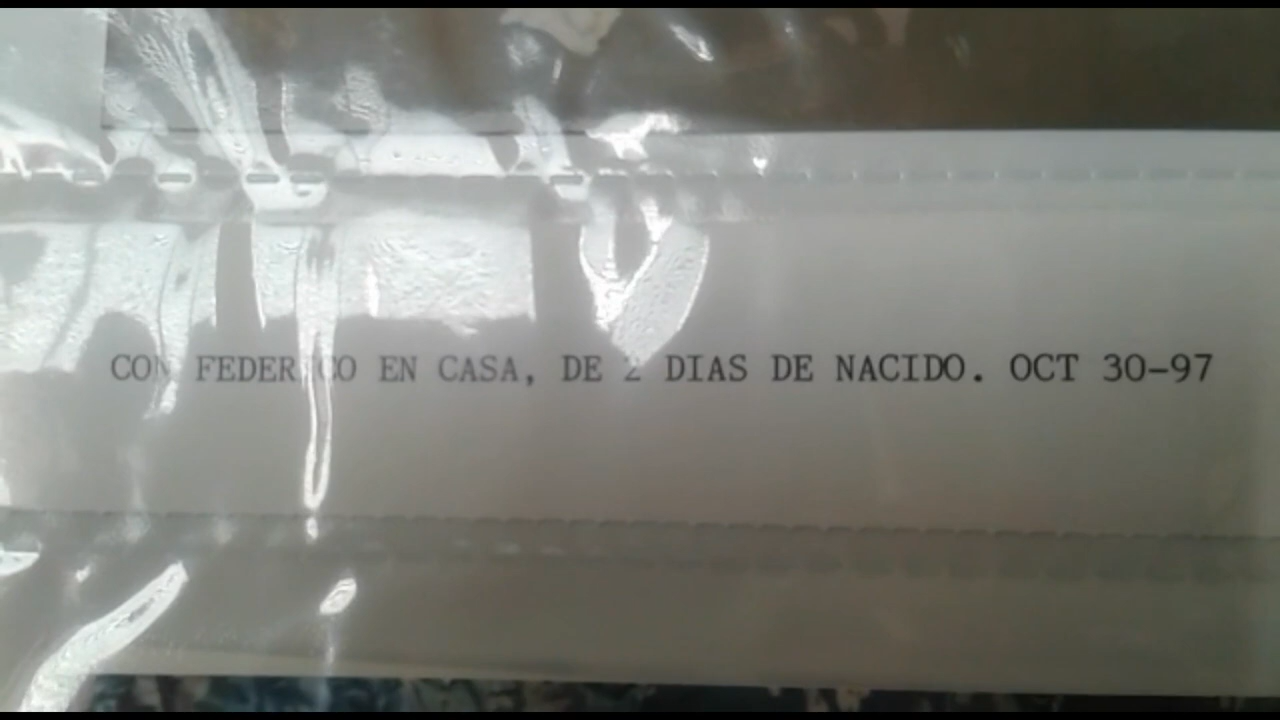 CON FEDERICO EN CASA, DE 2 DIAS DE NACIDO. OCT 30-97